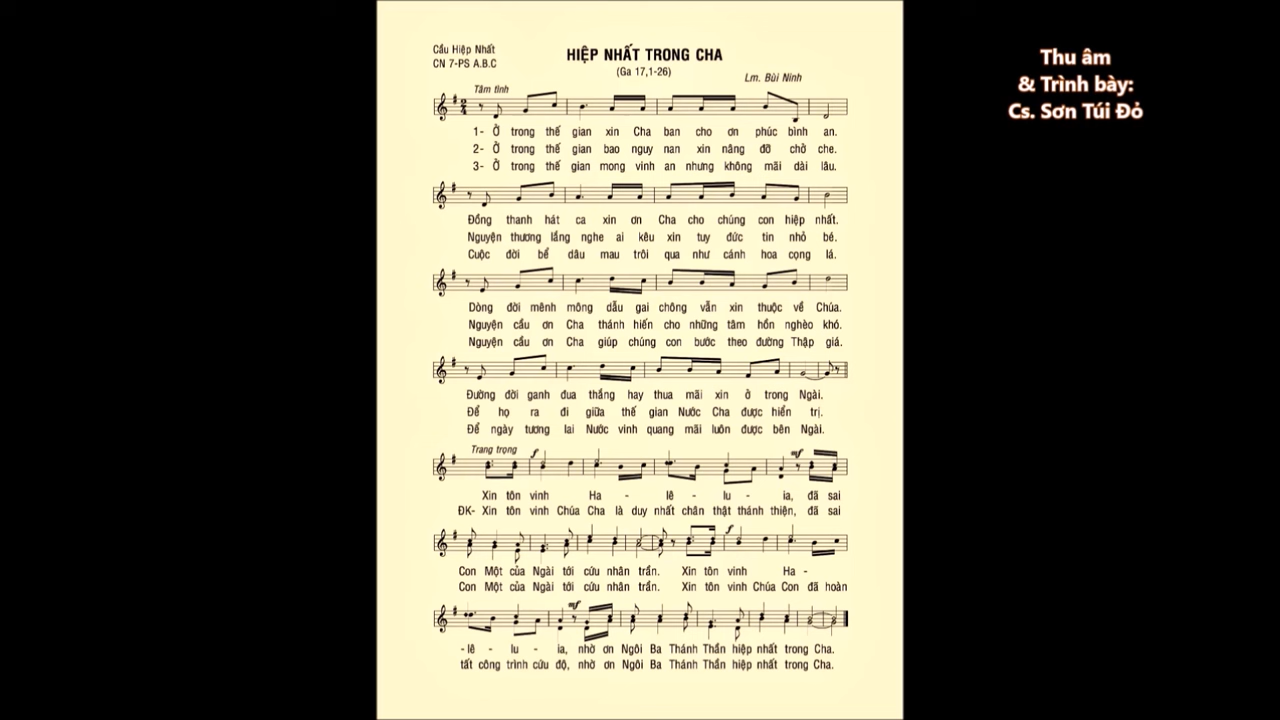 Cầu Hiệp Nhất
CN 7-PS A.B.C
HIỆP NHẤT TRONG CHA
(Ga 17,1-26)
Lm. Bùi Ninh
Thu âm
& Trình bày:
Cs. Sơn Túi Đỏ
Tâm tình
1- Ở trong thế gian xin Cha ban cho ơn phúc bình an.
2- Ở trong thế gian bao nguy nan xin nâng đỡ chở che.
3- Ở trong thế gian mong vinh an nhưng không mãi dài lâu.
Đồng thanh hát ca xin ơn Cha cho chúng con hiệp nhất.
Nguyện thương lắng nghe ai kêu xin tuy đức tin nhỏ bé.
Cuộc đời bể dâu mau trôi qua như cánh hoa cọng lá.
Dòng đời mênh mông dẫu gai chông vẫn xin thuộc về Chúa.
Nguyện cầu ơn Cha thánh hiến cho những tâm hồn nghèo khó.
Nguyện cầu ơn Cha giúp chúng con bước theo đường Thập giá.
Đường đời ganh đua thắng hay thua mãi xin ở trong Ngài.
Để họ ra đi giữa thế gian Nước Cha được hiển trị.
Để ngày tương lai Nước vinh quang mãi luôn được bên Ngài.
Trang trọng f mf
Xin tôn vinh Ha - lê - lu - ia, đã sai
ĐK- Xin tôn vinh Chúa Cha là duy nhất chân thật thánh thiện, đã sai
f
Con Một của Ngài tới cứu nhân trần. Xin tôn vinh Ha -
Con Một của Ngài tới cứu nhân trần. Xin tôn vinh Chúa Con đã hoàn
mf
- lê - lu - ia, nhờ ơn Ngôi Ba Thánh Thần hiệp nhất trong Cha.
tất công trình cứu độ, nhờ ơn Ngôi Ba Thánh Thần hiệp nhất trong Cha.